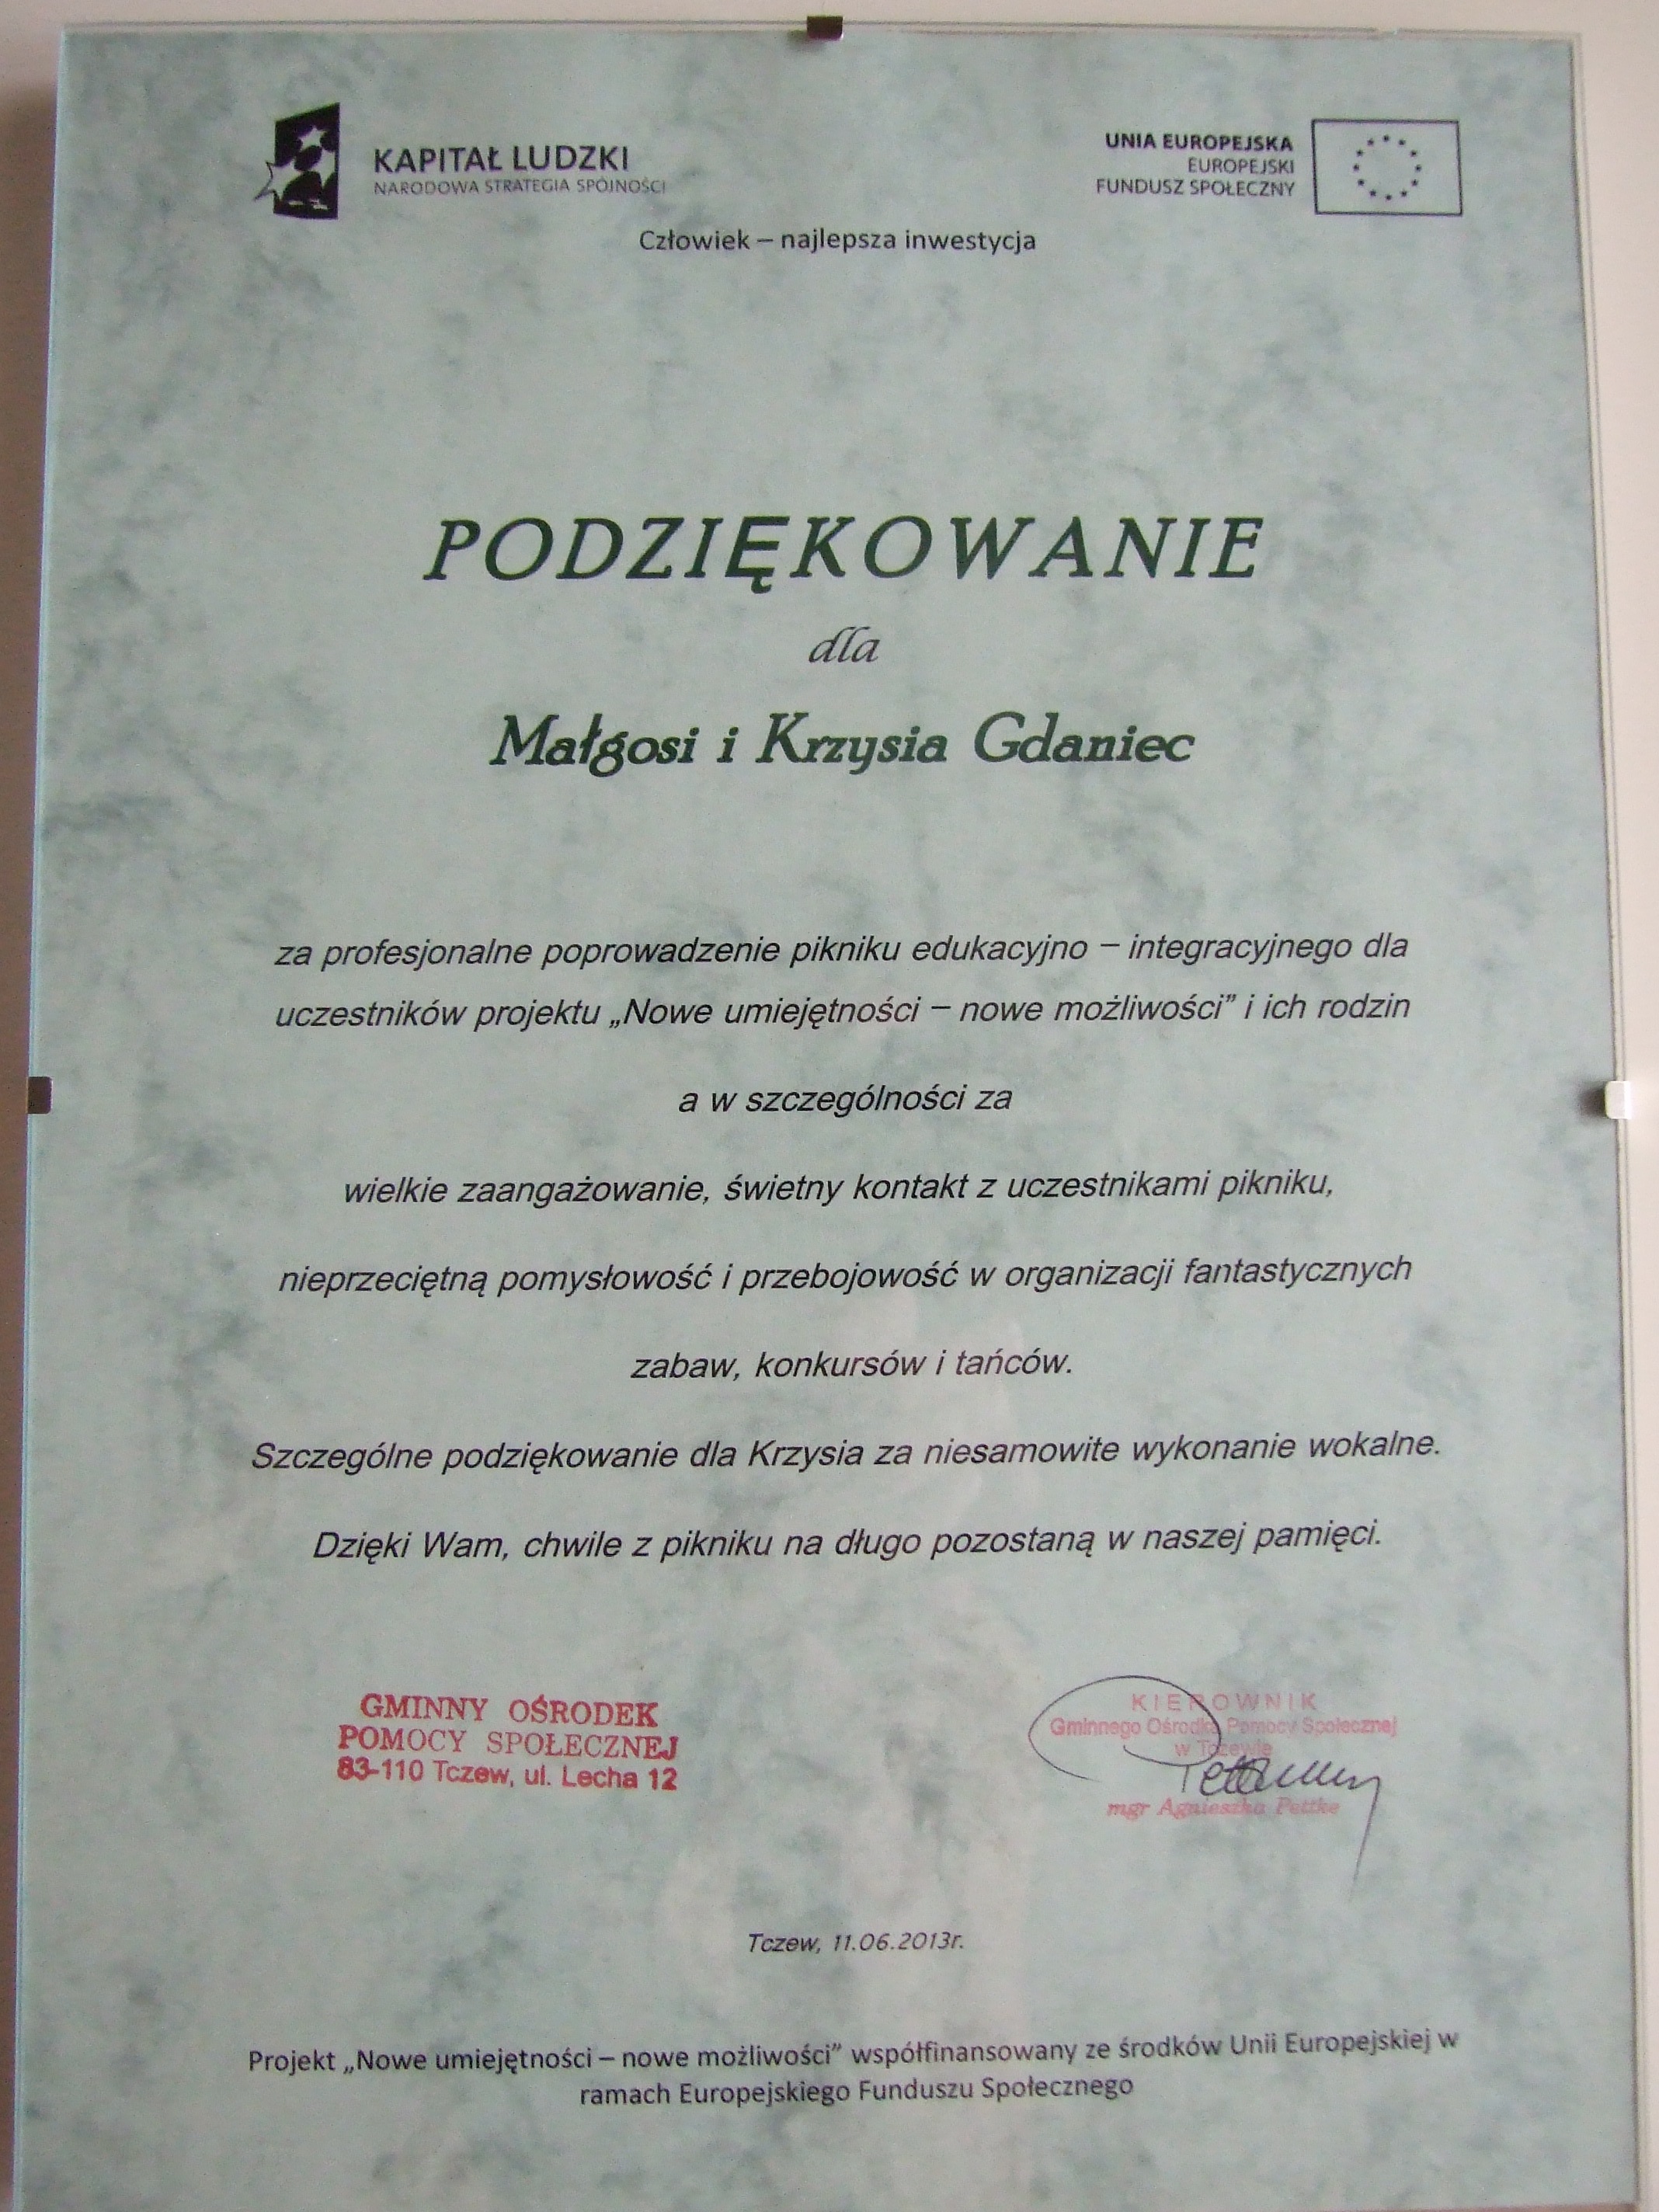 KAPITAŁ LUDZKI
NARODOWA STRATEGIA SPÓJNOŚCI
UNIA EUROPEJSKA
EUROPEJSKI
FUNDUSZ SPOŁECZNY
Człowiek – najlepsza inwestycja
PODZIĘKOWANIE
dla
Małgosi i Krzysia Gdaniec
za profesjonalne poprowadzenie pikniku edukacyjno – integracyjnego dla
uczestników projektu „Nowe umiejętności – nowe możliwości” i ich rodzin
a w szczególności za
wielkie zaangażowanie, świetny kontakt z uczestnikami pikniku,
nieprzeciętną pomysłowość i przebojowość w organizacji fantastycznych
zabaw, konkursów i tańców.
Szczególne podziękowanie dla Krzysia za niesamowite wykonanie wokalne.
Dzięki Wam, chwile z pikniku na długo pozostaną w naszej pamięci.
GMINNY OŚRODEK
POMOCY SPOŁECZNEJ
83-110 Tczew, ul. Lecha 12
KIEROWNIK
Gminnego Ośrodka Pomocy Społecznej
w Tczewie
mgr Agnieszka Pettke
Tczew, 11.06.2013r.
Projekt „Nowe umiejętności – nowe możliwości” współfinansowany ze środków Unii Europejskiej w
ramach Europejskiego Funduszu Społecznego